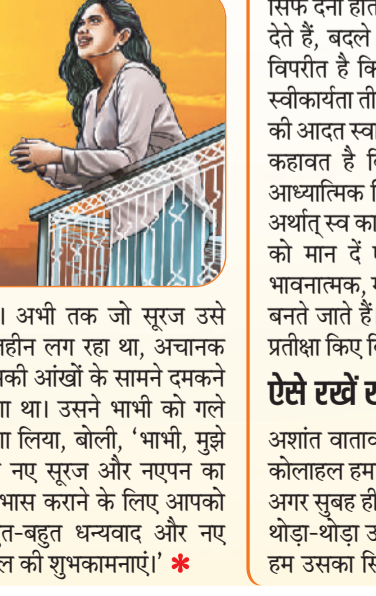 । अभी तक जो सूरज उसे
लग रहा था, अचानक
आंखों के सामने दमकने
था। उसने भाभी को गले
लिया, बोली, ‘भाभी, मुझे
नए सूरज और नएपन का
कराने के लिए आपको
-बहुत धन्यवाद और नए
की शुभकामनाएं।’ *
सिर्फ देना
देते हैं, बदले
विपरीत है
स्वीकार्यता
की आदत
कहावत है
आध्यात्मिक
अर्थात् स्व
को मान दें
भावनात्मक,
बनते जाते हैं
प्रतीक्षा किए
ऐसे रखें
अशांत
कोलाहल
अगर सुबह ही
थोड़ा-थोड़ा
हम उसका